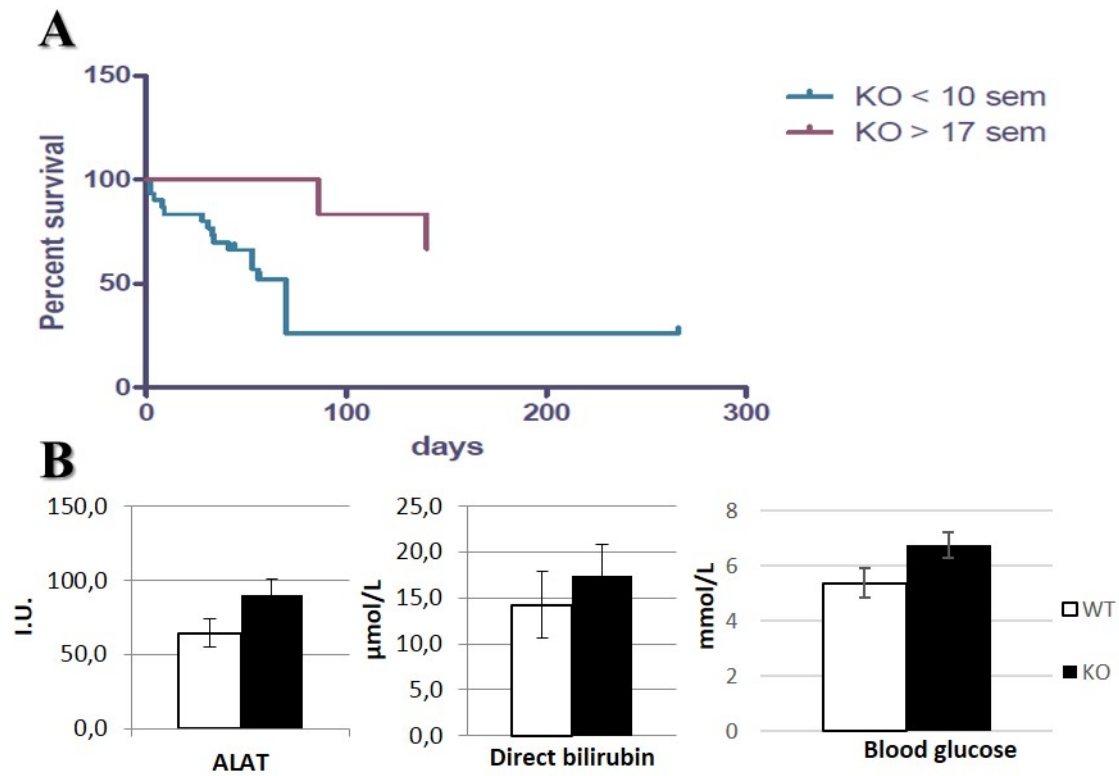 A
150
100
50
0
Percent survival
0 100 200 300
days
KO < 10 sem
KO > 17 sem
B
150,0
100,0
50,0
0,0
I.U.
ALAT
25,0
20,0
15,0
10,0
5,0
0,0
µmol/L
Direct bilirubin
8
6
4
2
0
mmol/L
Blood glucose
WT
KO